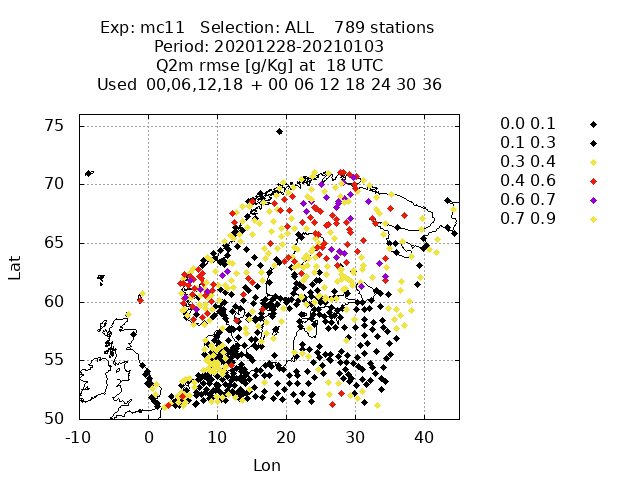 Exp: mc11 Selection: ALL 789 stations
Period: 20201228-20210103
Q2m rmse [g/Kg] at 18 UTC
Used 00,06,12,18 + 00 06 12 18 24 30 36
0.0 0.1
0.1 0.3
0.3 0.4
0.4 0.6
0.6 0.7
0.7 0.9
75
70
65
60
55
50
Lat
-10 0 10 20 30 40
Lon